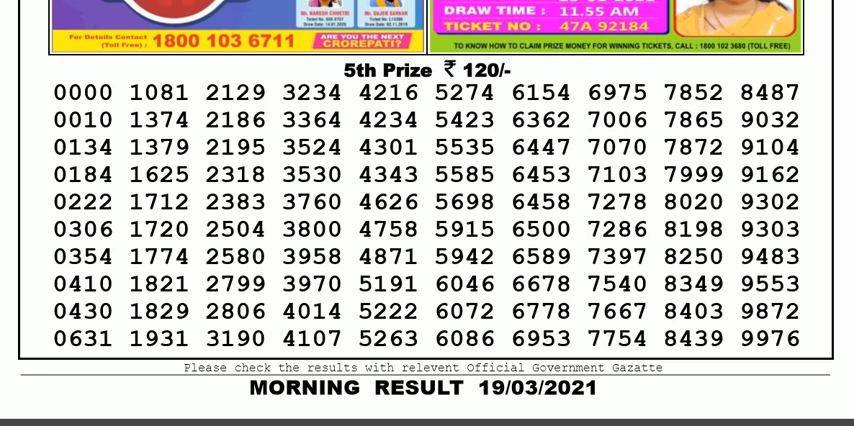 Mr. NARESH CHHETRI
Mr. SUJEN SARKAR
For Details Contact
(Toll Free) : 1800 103 6711
ARE YOU THE NEXT
CROREPATI?
DRAW TIME : 11.55 AM
TICKET NO : 47A 92184
TO KNOW HOW TO CLAIM PRIZE MONEY FOR WINNING TICKETS, CALL : 1800 102 3680 (TOLL FREE)
5th Prize ₹ 120/-
0000 1081 2129 3234 4216 5274 6154 6975 7852 8487
0010 1374 2186 3364 4234 5423 6362 7006 7865 9032
0134 1379 2195 3524 4301 5535 6447 7070 7872 9104
0184 1625 2318 3530 4343 5585 6453 7103 7999 9162
0222 1712 2383 3760 4626 5698 6458 7278 8020 9302
0306 1720 2504 3800 4758 5915 6500 7286 8198 9303
0354 1774 2580 3958 4871 5942 6589 7397 8250 9483
0410 1821 2799 3970 5191 6046 6678 7540 8349 9553
0430 1829 2806 4014 5222 6072 6778 7667 8403 9872
0631 1931 3190 4107 5263 6086 6953 7754 8439 9976
Please check the results with relevent Official Government Gazatte
MORNING RESULT 19/03/2021